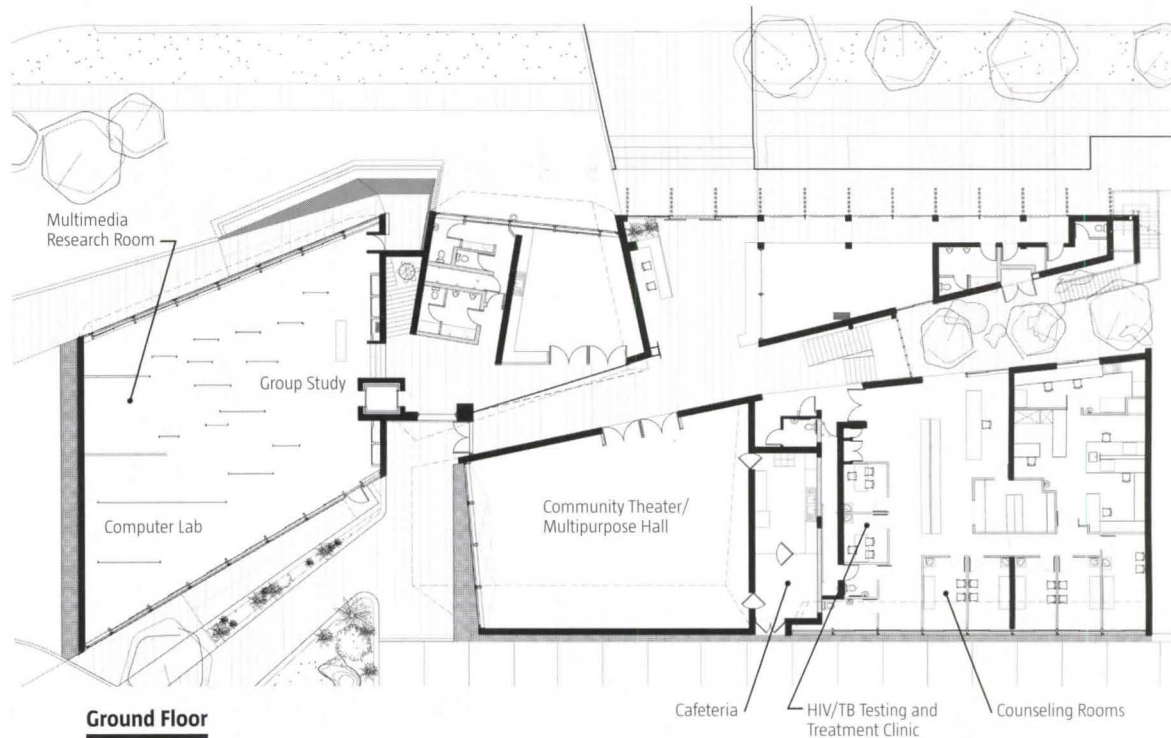 Multimedia
Research Room
Group Study
Computer Lab
Community Theater/
Multipurpose Hall
Cafeteria
HIV/TB Testing and
Treatment Clinic
Counseling Rooms
Ground Floor